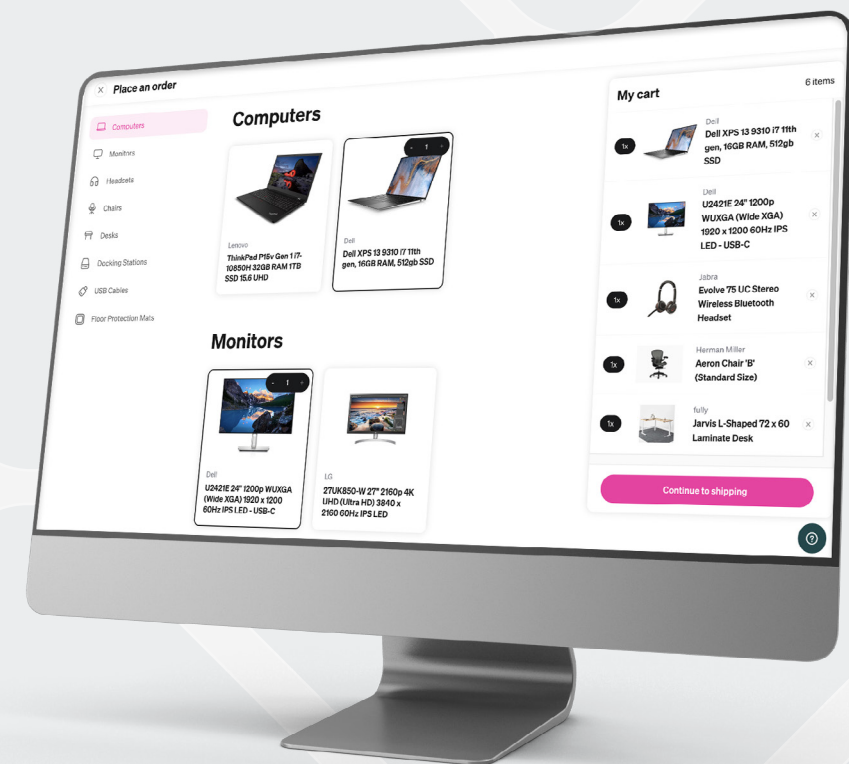 Place an order
Computers
Monitors
Headsets
Chairs
Desks
Docking Stations
USB Cables
Floor Protection Mats
Computers
Lenovo
ThinkPad P15v Gen 1 i7-
10850H 32GB RAM 1TB
SSD 15.6 UHD
- 1 +
Dell
Dell XPS 13 9310 i7 11th
gen, 16GB RAM, 512gb SSD
Monitors
- 1 +
Dell
U2421E 24" 1200p WUXGA
(Wide XGA) 1920 x 1200
60Hz IPS LED - USB-C
LG
27UK850-W 27" 2160p 4K
UHD (Ultra HD) 3840 x
2160 60Hz IPS LED
My cart
6 items
1x
Dell
Dell XPS 13 9310 i7 11th
gen, 16GB RAM, 512gb
SSD
1x
Dell
U2421E 24" 1200p
WUXGA (Wide XGA)
1920 x 1200 60Hz IPS
LED - USB-C
1x
Jabra
Evolve 75 UC Stereo
Wireless Bluetooth
Headset
1x
Herman Miller
Aeron Chair 'B'
(Standard Size)
1x
fully
Jarvis L-Shaped 72 x 60
Laminate Desk
Continue to shipping
?